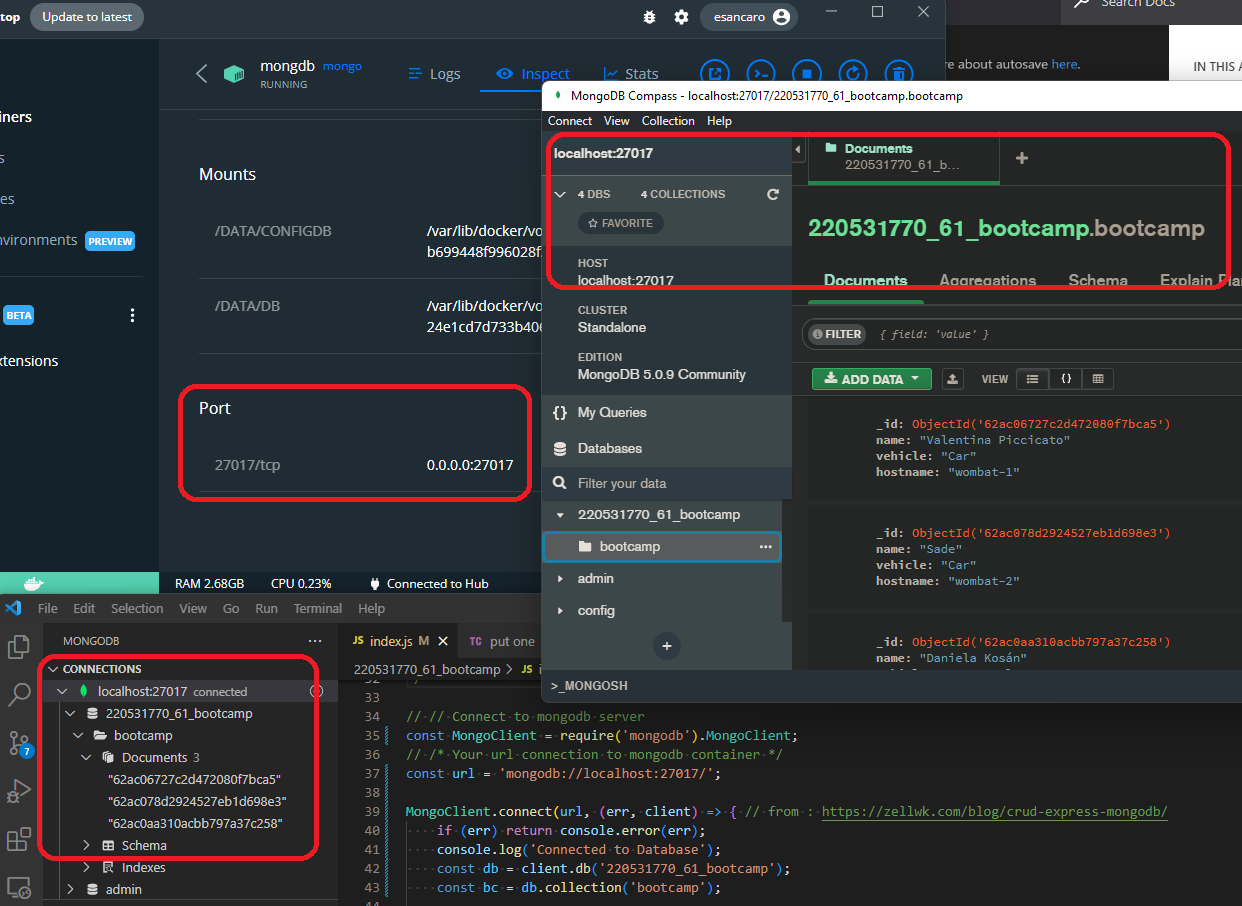 top
Update to latest
esancaro
Search Docs
mongdb mongo
RUNNING
Logs
Inspect
Stats
re about autosave here.
IN THIS A
iners
s
es
nvironments PREVIEW
BETA
xtensions
Mounts
/DATA/CONFIGDB
/var/lib/docker/vo
b699448f996028f
/DATA/DB
/var/lib/docker/vo
24e1cd7d733b406
Port
27017/tcp
0.0.0.0:27017
RAM 2.68GB CPU 0.23% Connected to Hub
MongoDB Compass - localhost:27017/220531770_61_bootcamp.bootcamp
Connect View Collection Help
localhost:27017
4 DBS 4 COLLECTIONS
FAVORITE
HOST
localhost:27017
CLUSTER
Standalone
EDITION
MongoDB 5.0.9 Community
{} My Queries
Databases
Filter your data
220531770_61_bootcamp
bootcamp ...
admin
config
+
>_MONGOSH
Documents
220531770_61_b...
+
220531770_61_bootcamp.bootcamp
Documents Aggregations Schema Explain Plan
FILTER { field: 'value' }
ADD DATA VIEW {}
_id: ObjectId('62ac06727c2d472080f7bca5')
name: "Valentina Piccicato"
vehicle: "Car"
hostname: "wombat-1"
_id: ObjectId('62ac078d2924527eb1d698e3')
name: "Sade"
vehicle: "Car"
hostname: "wombat-2"
_id: ObjectId('62ac0aa310acbb797a37c258')
name: "Daniela Kosán"
File Edit Selection View Go Run Terminal Help
MONGODB ...
CONNECTIONS
localhost:27017 connected
220531770_61_bootcamp
bootcamp
Documents 3
"62ac06727c2d472080f7bca5"
"62ac078d2924527eb1d698e3"
"62ac0aa310acbb797a37c258"
Schema
Indexes
admin
7
JS index.js M
TC put one
220531770_61_bootcamp > JS i
32
33
34 // // Connect to mongodb server
35 const MongoClient = require('mongodb').MongoClient;
36 // /* Your url connection to mongodb container */
37 const url = 'mongodb://localhost:27017/';
38
39 MongoClient.connect(url, (err, client) => { // from : https://zellwk.com/blog/crud-express-mongodb/
40 if (err) return console.error(err);
41 console.log('Connected to Database');
42 const db = client.db('220531770_61_bootcamp');
43 const bc = db.collection('bootcamp');
44